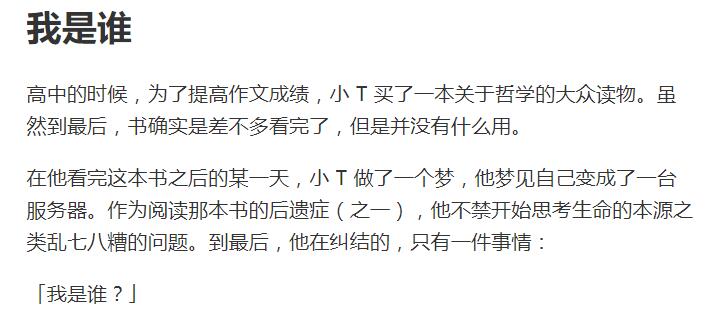 我是谁
高中的时候，为了提高作文成绩，小 T 买了一本关于哲学的大众读物。虽
然到最后，书确实是差不多看完了，但是并没有什么用。
在他看完这本书之后的某一天，小 T 做了一个梦，他梦见自己变成了一台
服务器。作为阅读那本书的后遗症（之一），他不禁开始思考生命的本源之
类乱七八糟的问题。到最后，他在纠结的，只有一件事情：
「我是谁？」